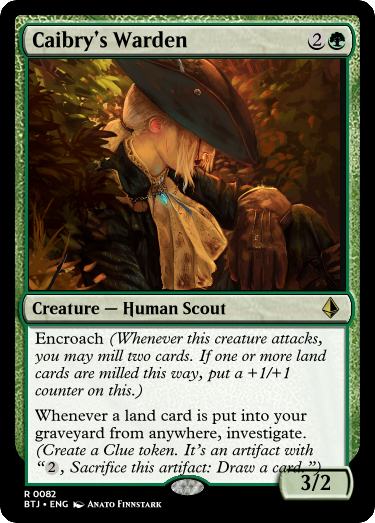 Caibry's Warden 2
Creature — Human Scout
Encroach (Whenever this creature attacks,
you may mill two cards. If one or more land
cards are milled this way, put a +1/+1
counter on this.)
Whenever a land card is put into your
graveyard from anywhere, investigate.
(Create a Clue token. It's an artifact with
“2, Sacrifice this artifact: Draw a card.”)
3/2
R 0082
BTJ • ENG Anato Finnstark